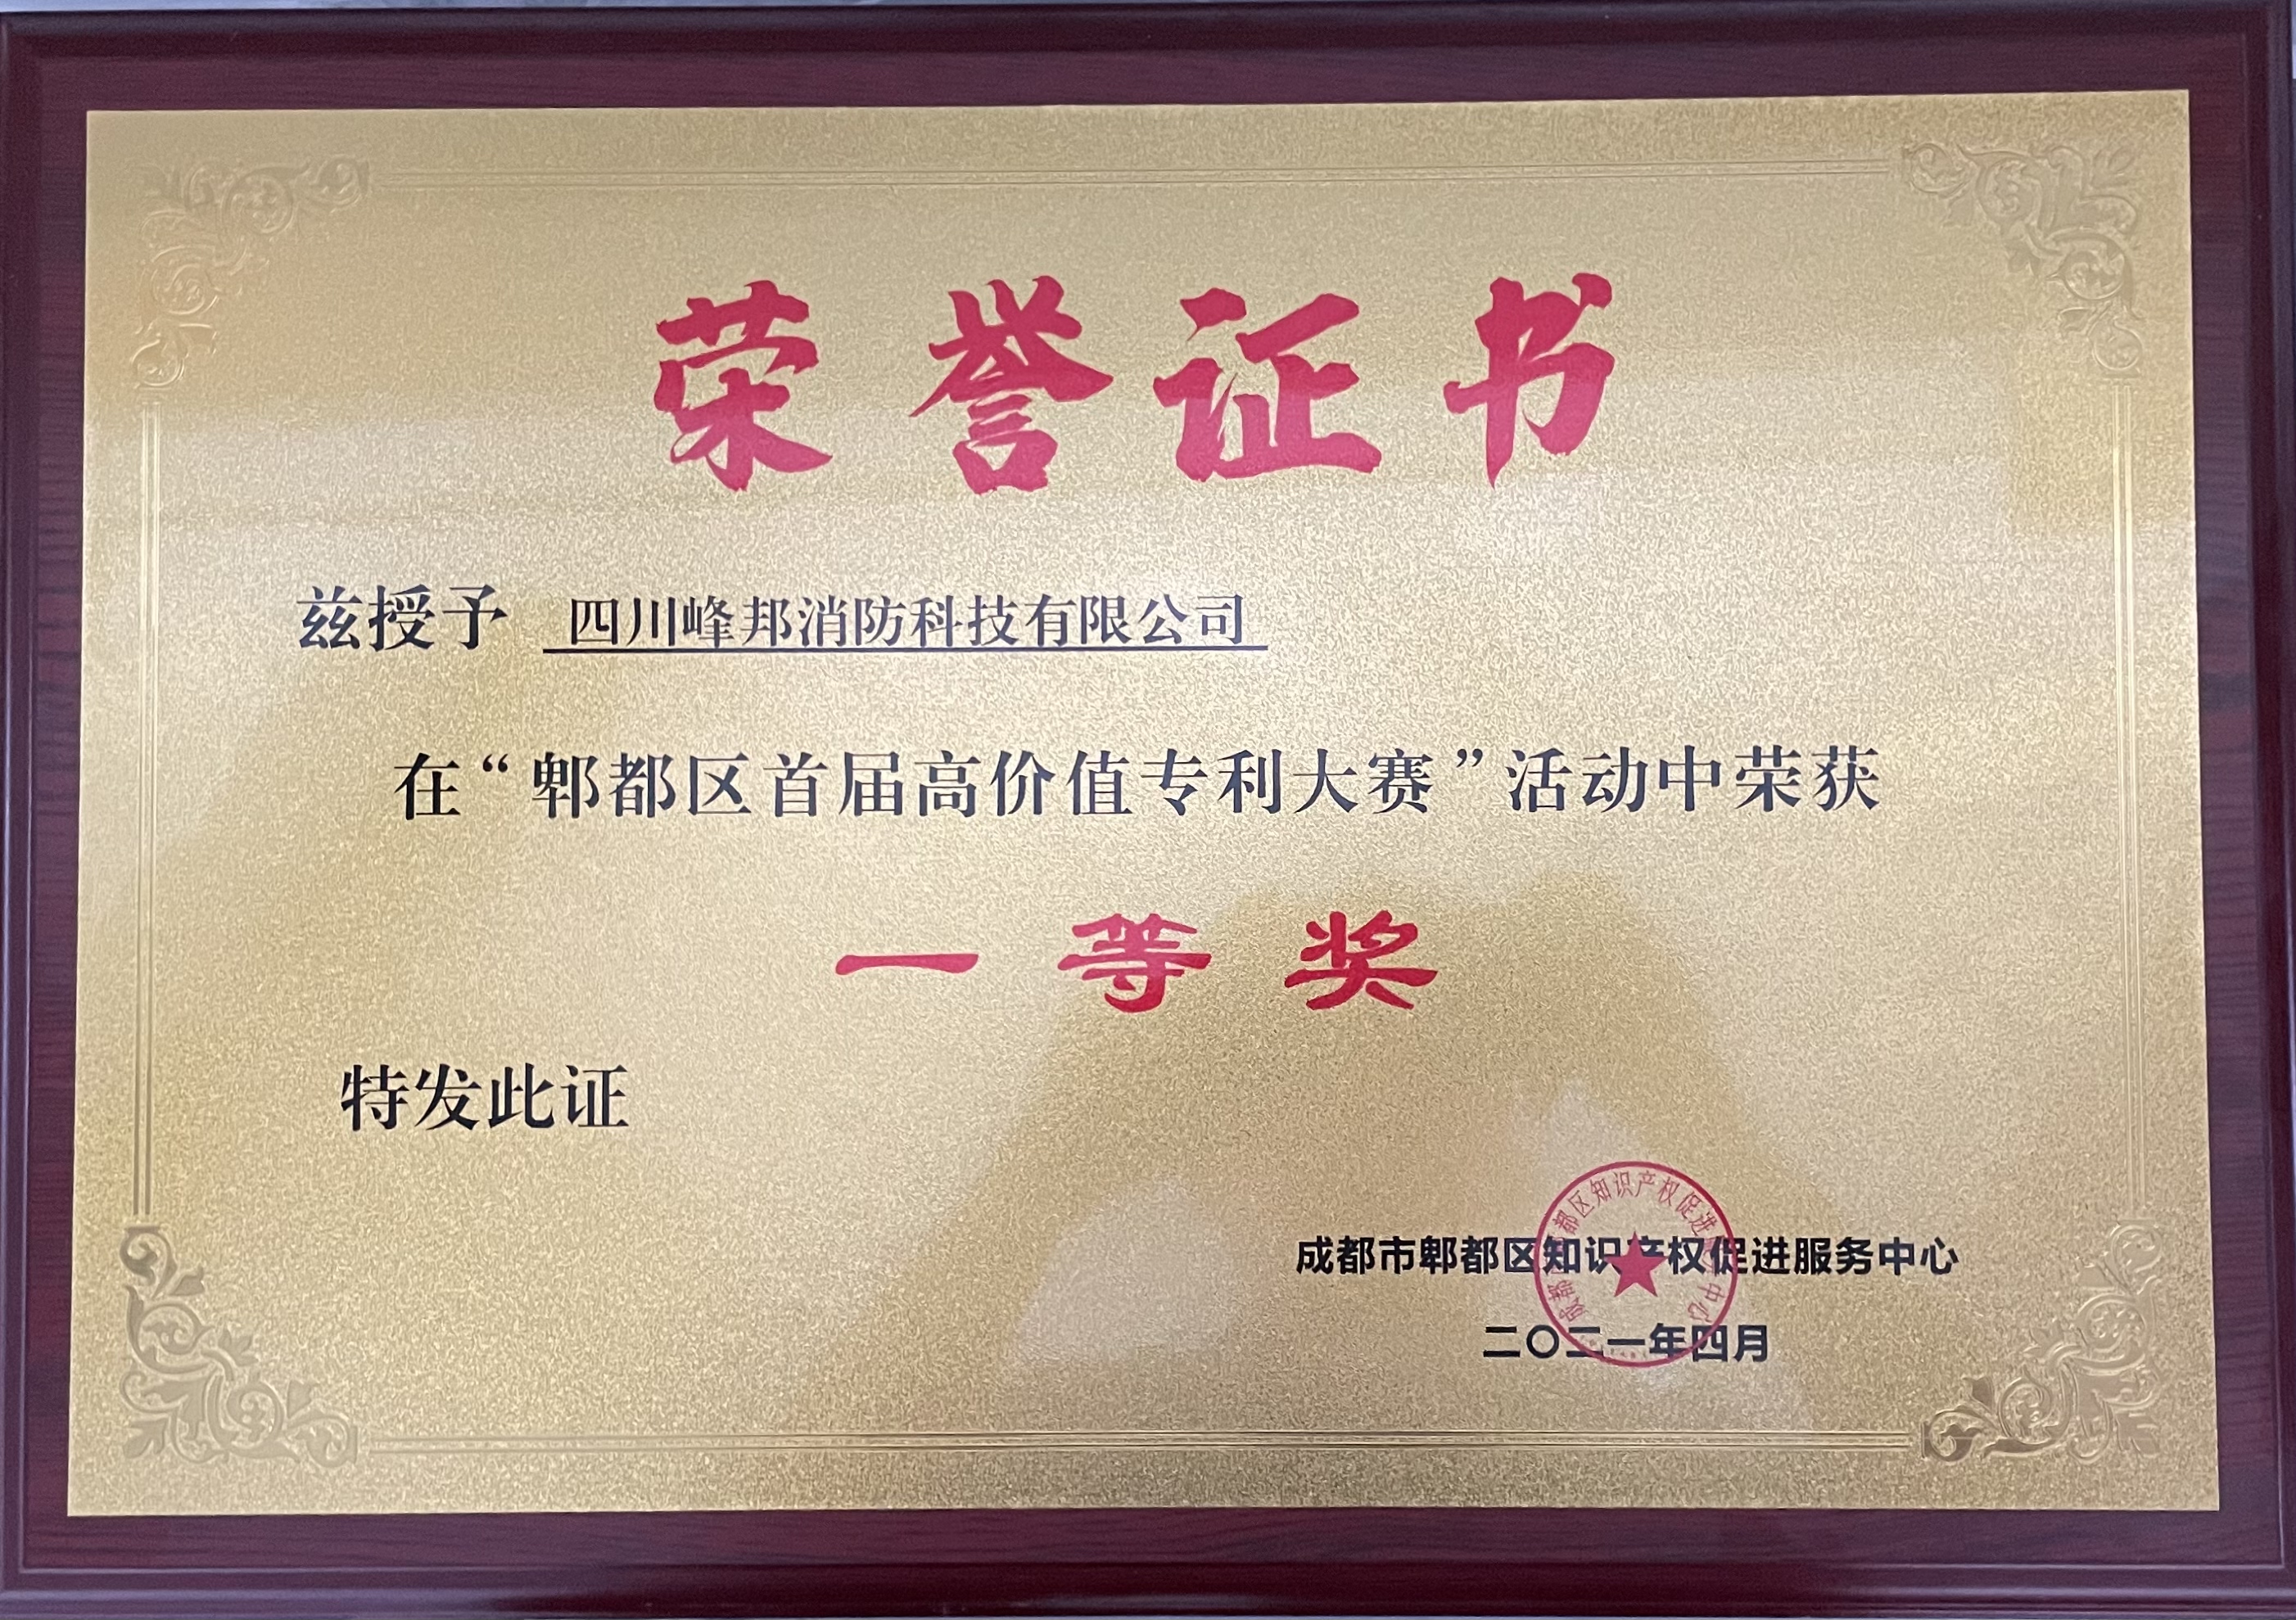 荣誉证书
兹授予 四川峰邦消防科技有限公司
在“郫都区首届高价值专利大赛”活动中荣获
一等奖
特发此证
成都市郫都区知识产权促进服务中心
二〇二一年四月